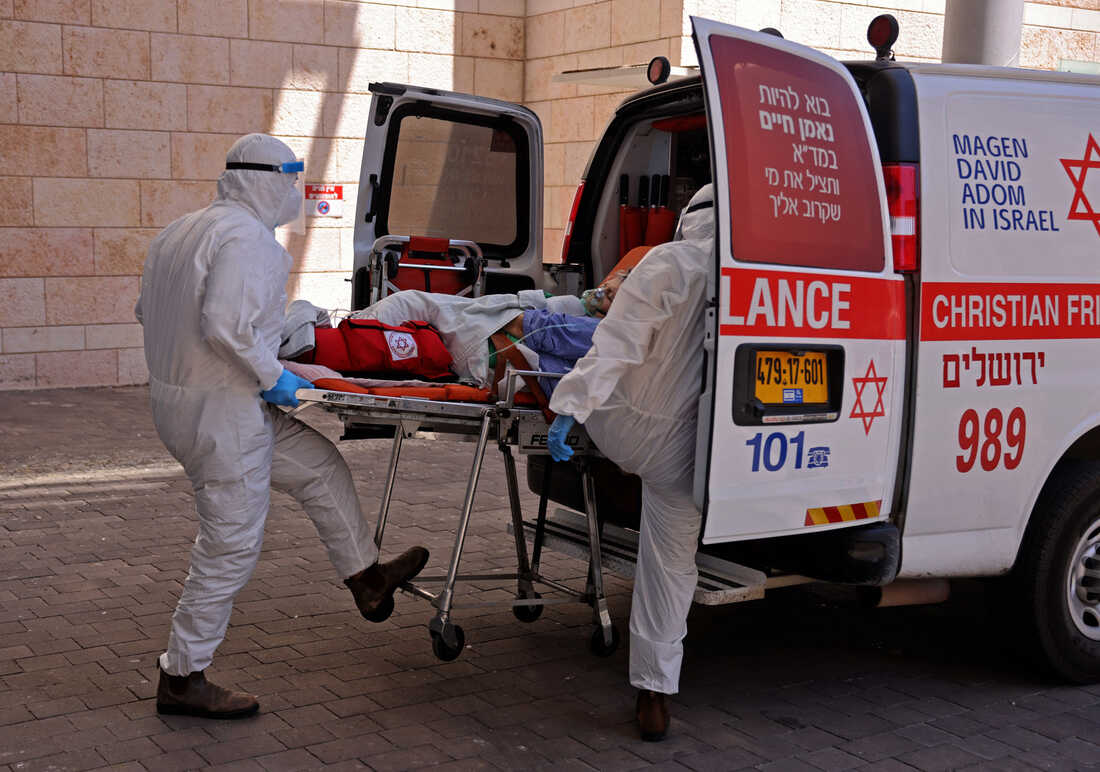 בוא להיות
נאמן חיים
במד"א
ותציל את מי
שקרוב אליך
LANCE
479-17-601
101
MAGEN
DAVID
ADOM
IN ISRAEL
CHRISTIAN FRI
ירושלים
989